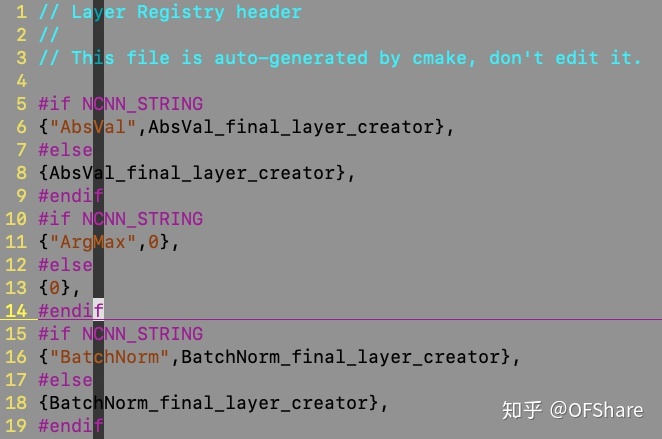 1 // Layer Registry header
2 //
3 // This file is auto-generated by cmake, don't edit it.
4
5 #if NCNN_STRING
6 {"AbsVal",AbsVal_final_layer_creator},
7 #else
8 {AbsVal_final_layer_creator},
9 #endif
10 #if NCNN_STRING
11 {"ArgMax",0},
12 #else
13 {0},
14 #endif
15 #if NCNN_STRING
16 {"BatchNorm",BatchNorm_final_layer_creator},
17 #else
18 {BatchNorm_final_layer_creator},
19 #endif
知乎 @OFShare